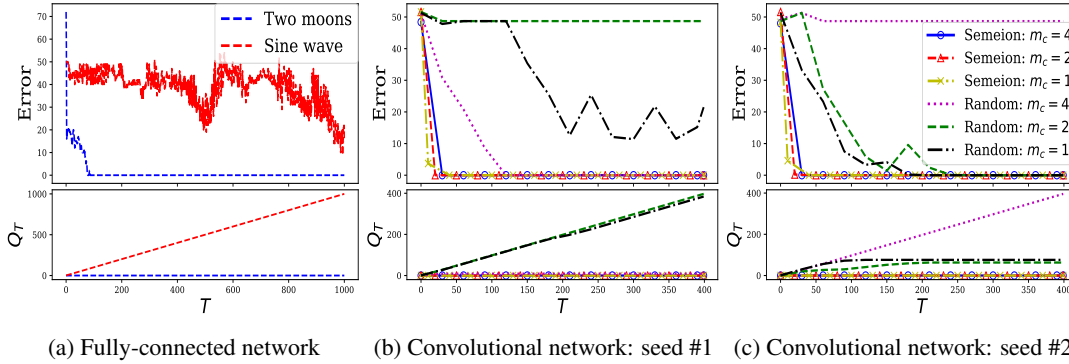 Two moons
Sine wave
Error
70
60
50
40
30
20
10
0
Q_T
1000
500
0
0
200
400
600
800
1000
T
Error
50
40
30
20
10
0
Q_T
400
200
0
0
50
100
150
200
250
300
350
400
T
Semeion: m_c = 4
Semeion: m_c = 2
Semeion: m_c = 1
Random: m_c = 4
Random: m_c = 2
Random: m_c = 1
Error
50
40
30
20
10
0
Q_T
400
200
0
0
50
100
150
200
250
300
350
400
T
(a) Fully-connected network
(b) Convolutional network: seed #1
(c) Convolutional network: seed #2